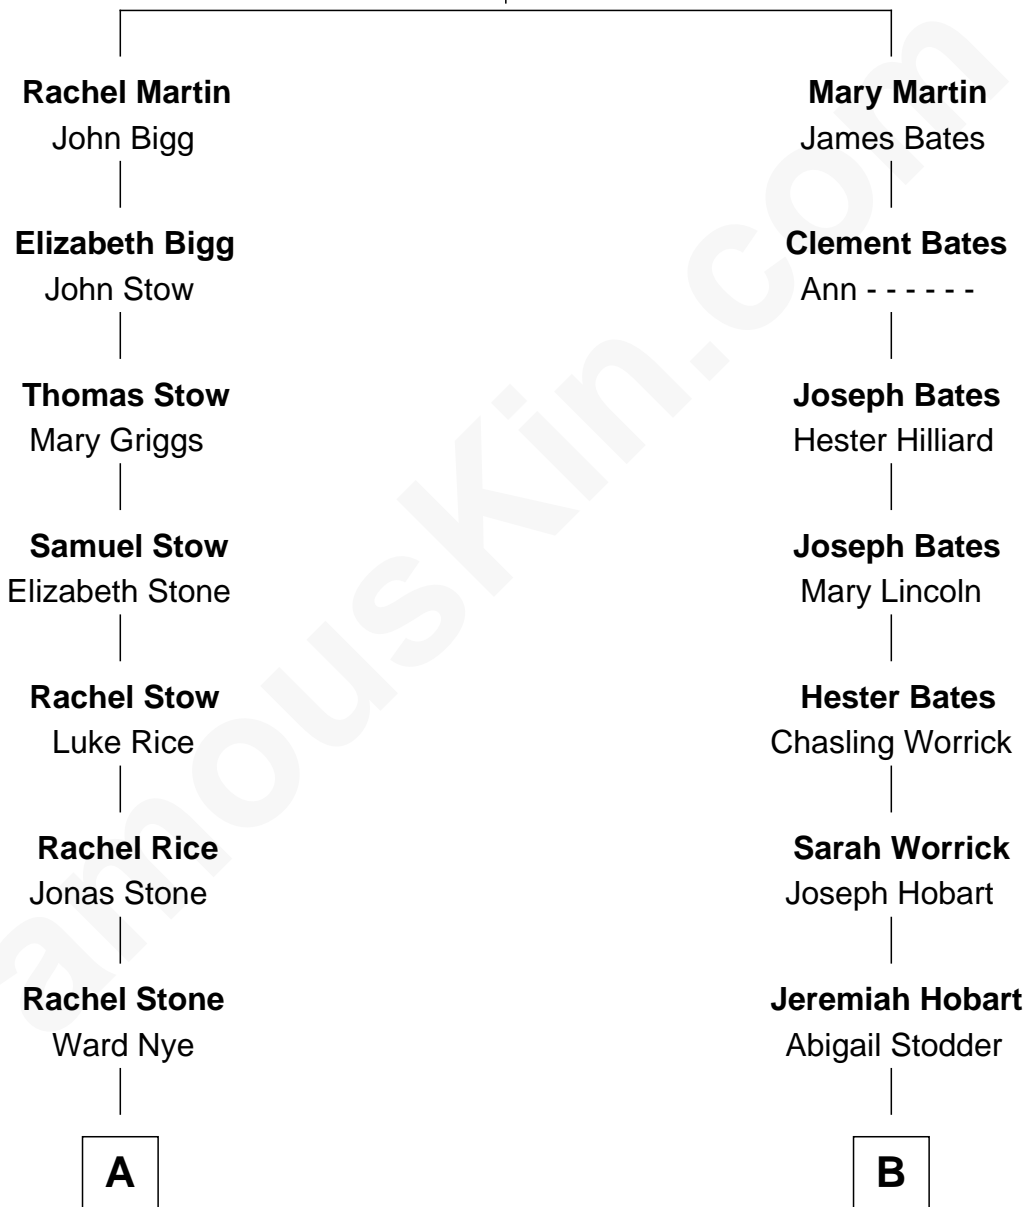 Rachel Martin
John Bigg
Elizabeth Bigg
John Stow
Thomas Stow
Mary Griggs
Samuel Stow
Elizabeth Stone
Rachel Stow
Luke Rice
Rachel Rice
Jonas Stone
Rachel Stone
Ward Nye
A
Mary Martin
James Bates
Clement Bates
Ann - - - - - -
Joseph Bates
Hester Hilliard
Joseph Bates
Mary Lincoln
Hester Bates
Chasling Worrick
Sarah Worrick
Joseph Hobart
Jeremiah Hobart
Abigail Stodder
B
amouskin.com